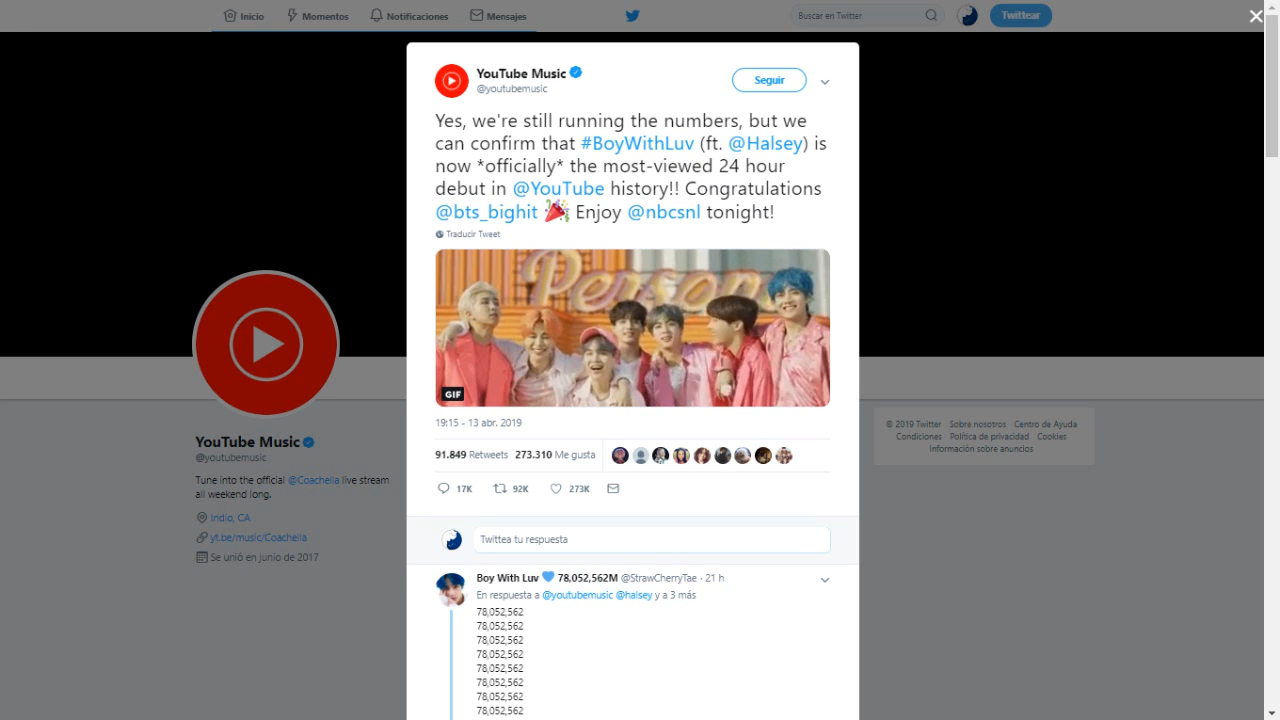 Inicio
Momentos
Notificaciones
Mensajes
Buscar en Twitter
Twittear
YouTube Music
@youtubemusic
Seguir
Yes, we're still running the numbers, but we
can confirm that #BoyWithLuv (ft. @Halsey) is
now *officially* the most-viewed 24 hour
debut in @YouTube history!! Congratulations
@bts_bighit 🎉 Enjoy @nbcsnl tonight!
Traducir Tweet
Person
GIF
19:15 - 13 abr. 2019
91.849 Retweets 273.310 Me gusta
17K 92K 273K
Twittea tu respuesta
Boy With Luv 💙 78,052,562M @StrawCherryTae · 21 h
En respuesta a @youtubemusic @halsey y a 3 más
78,052,562
78,052,562
78,052,562
78,052,562
78,052,562
78,052,562
78,052,562
78,052,562
YouTube Music
@youtubemusic
Tune into the official @Coachella live stream
all weekend long.
Indio, CA
yt.be/music/Coachella
Se unió en junio de 2017
© 2019 Twitter Sobre nosotros Centro de Ayuda
Condiciones Política de privacidad Cookies
Información sobre anuncios